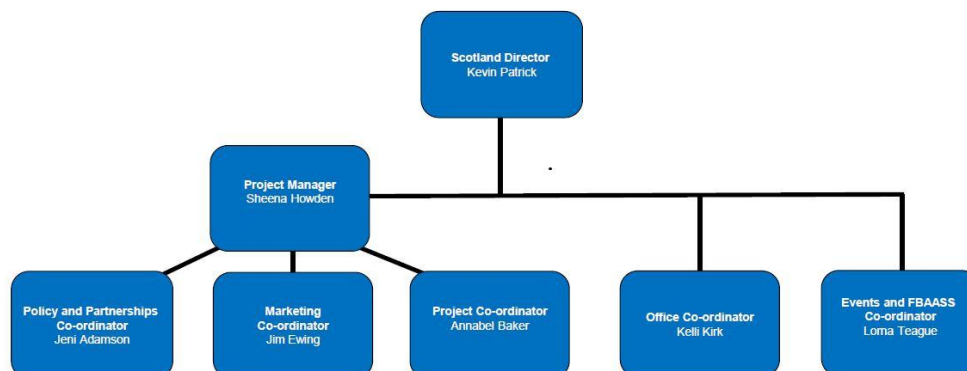 Scotland Director
Kevin Patrick
Project Manager
Sheena Howden
Policy and Partnerships
Co-ordinator
Jeni Adamson
Marketing
Co-ordinator
Jim Ewing
Project Co-ordinator
Annabel Baker
Office Co-ordinator
Kelli Kirk
Events and FBAASS
Co-ordinator
Lorna Teague